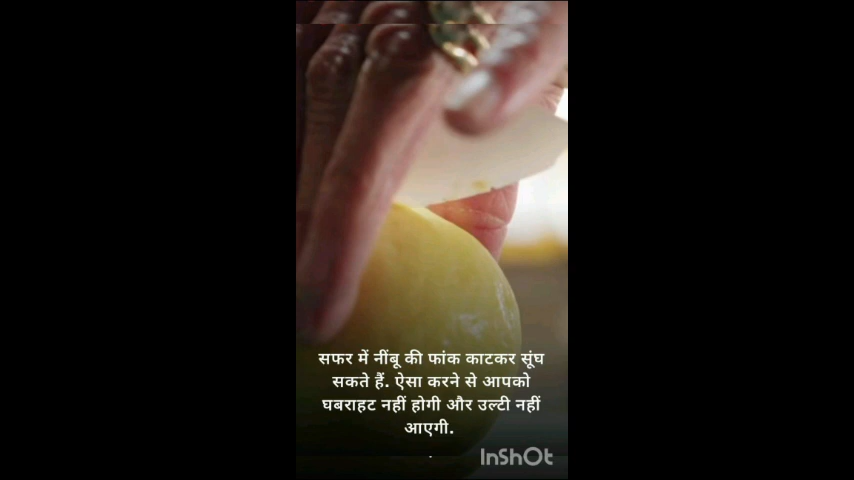 सफर में नींबू की फांक काटकर सूंघ
सकते हैं. ऐसा करने से आपको
घबराहट नहीं होगी और उल्टी नहीं
आएगी.
InShOt